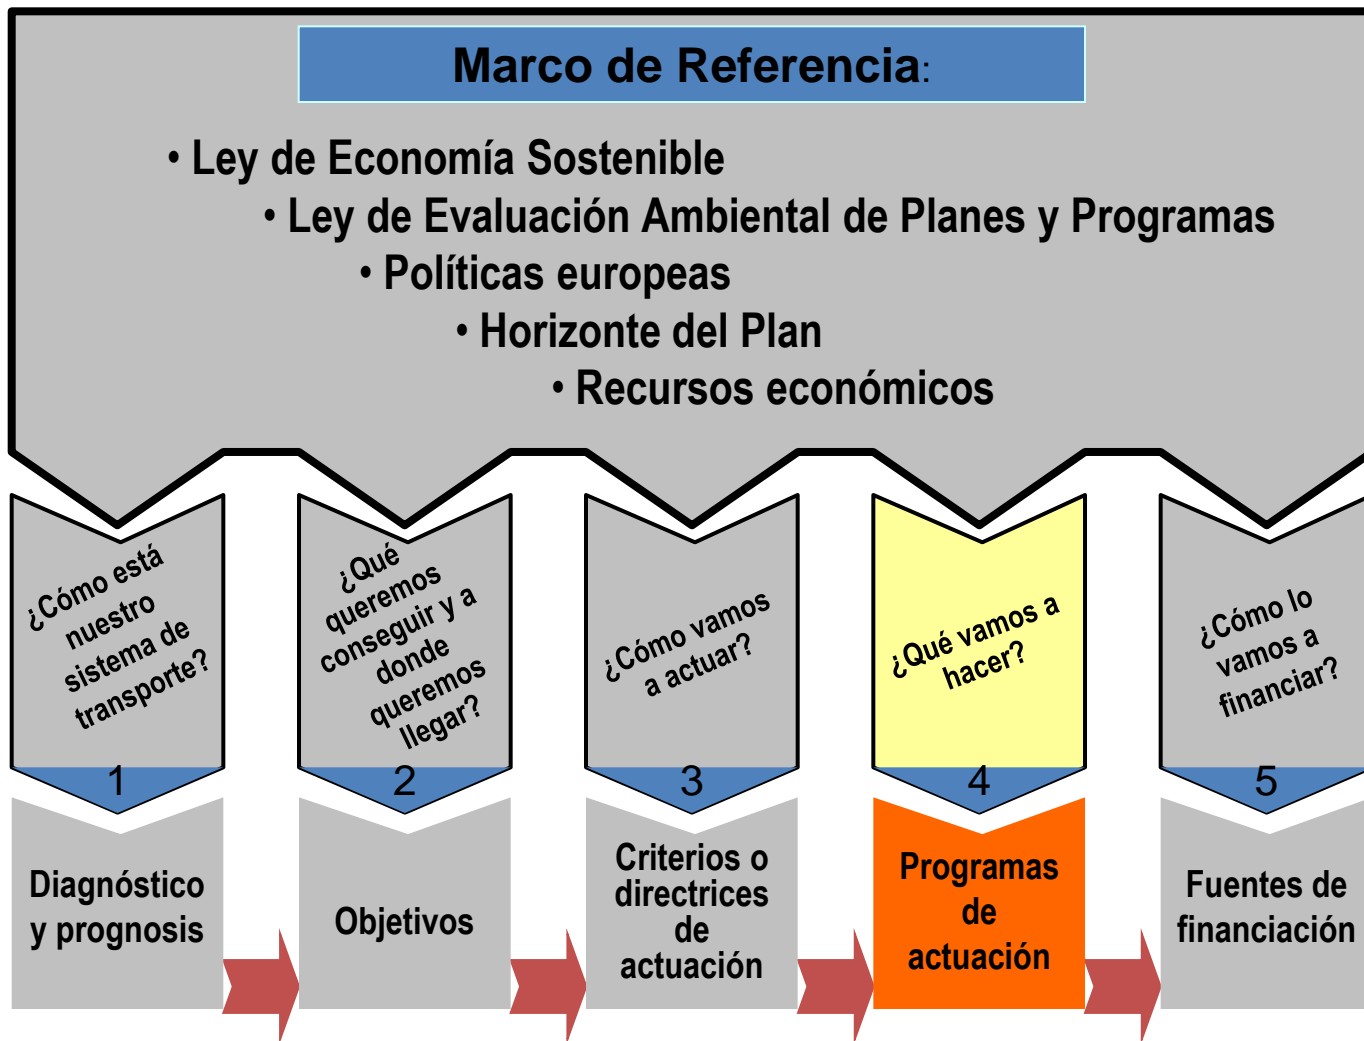 Marco de Referencia:
• Ley de Economía Sostenible
• Ley de Evaluación Ambiental de Planes y Programas
• Políticas europeas
• Horizonte del Plan
• Recursos económicos
¿Cómo está
nuestro
sistema de
transporte?
1
Diagnóstico
y prognosis
¿Qué
queremos
conseguir y a
donde
queremos
llegar?
2
Objetivos
¿Cómo vamos
a actuar?
3
Criterios o
directrices
de
actuación
¿Qué vamos a
hacer?
4
Programas
de
actuación
¿Cómo lo
vamos a
financiar?
5
Fuentes de
financiación